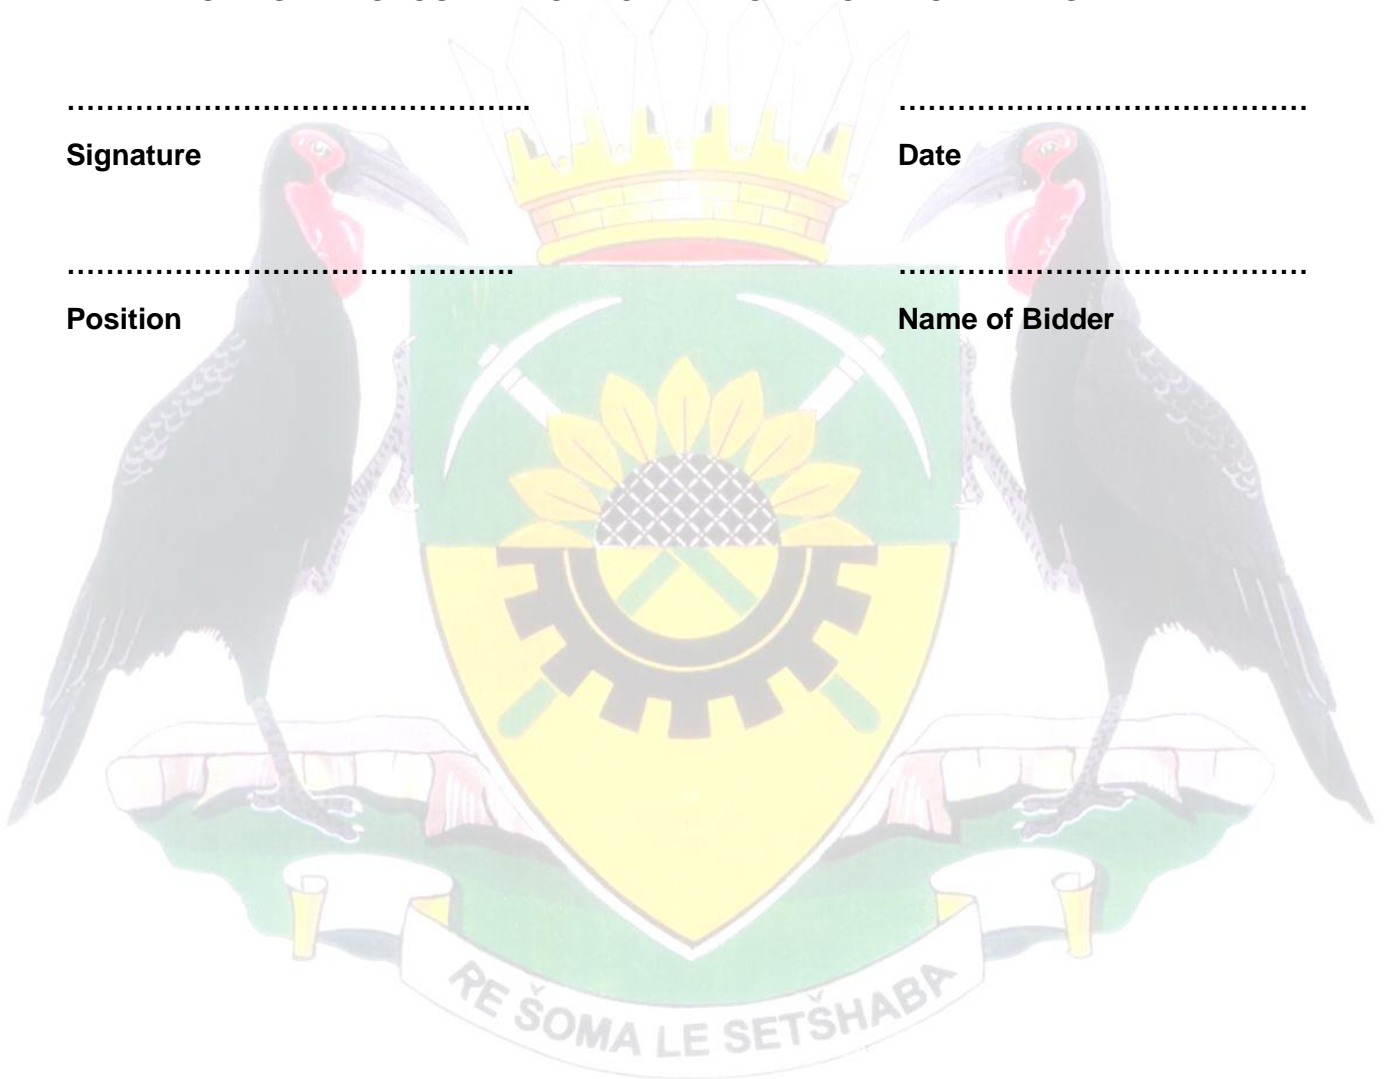 …………………………………………...
……………………………………
Signature
Date
……………………………………….
……………………………………
Position
Name of Bidder
RE ŠOMA LE SETŠHABA